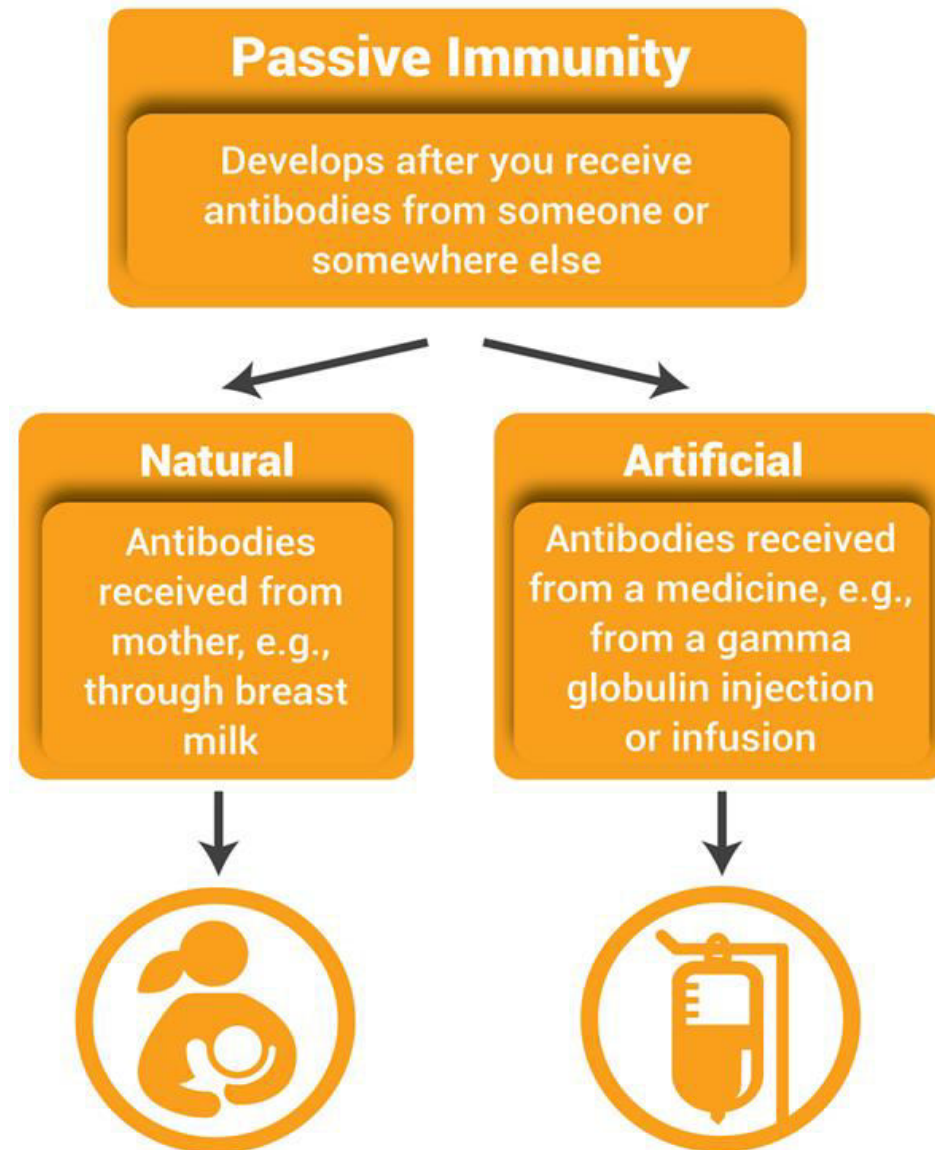 Passive Immunity
Develops after you receive
antibodies from someone or
somewhere else
Natural
Antibodies
received from
mother, e.g.,
through breast
milk
Artificial
Antibodies received
from a medicine, e.g.,
from a gamma
globulin injection
or infusion